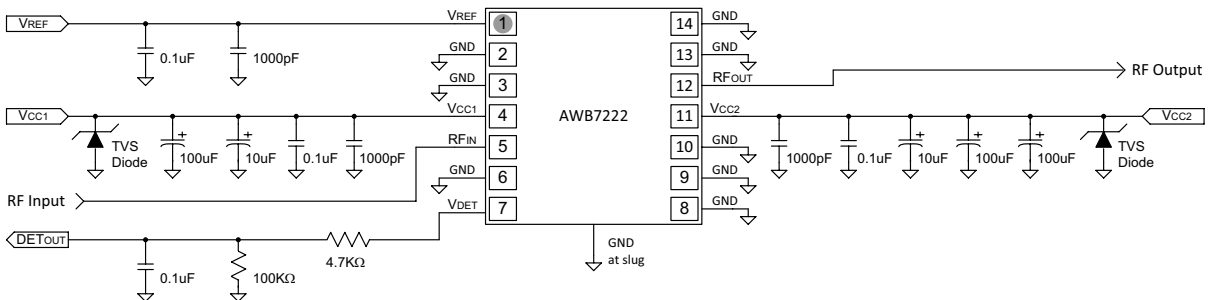 VREF
VREF
1
14
GND
0.1uF
1000pF
GND
2
13
GND
GND
3
12
RFOUT
RF Output
VCC1
VCC1
4
AWB7222
11
VCC2
VCC2
TVS
Diode
+
100uF
+
10uF
0.1uF
1000pF
RFIN
5
10
GND
1000pF
0.1uF
+
10uF
+
100uF
+
100uF
TVS
Diode
GND
6
9
GND
RF Input
VDET
7
8
GND
DETOUT
4.7KΩ
GND
at slug
0.1uF
100KΩ